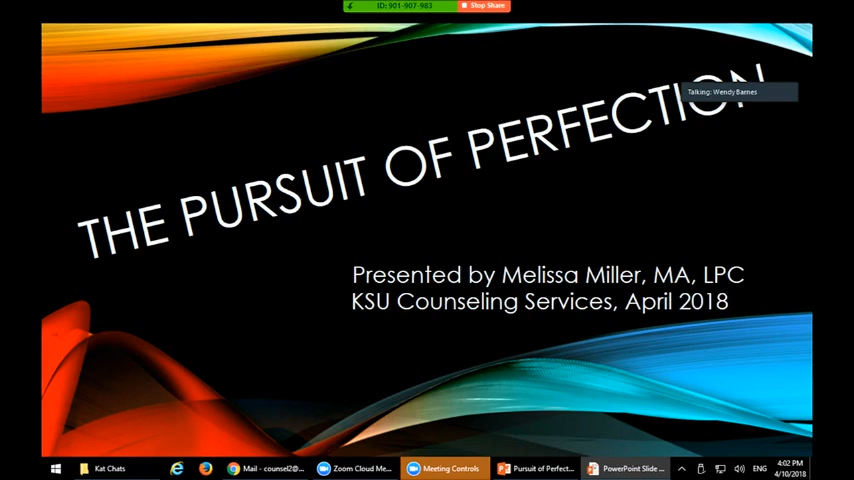 ID: 901-907-983
Stop Share
Talking: Wendy Barnes
THE PURSUIT OF PERFECTION
Presented by Melissa Miller, MA, LPC
KSU Counseling Services, April 2018
Kat Chats
Mail - counsel2@...
Zoom Cloud Me...
Meeting Controls
Pursuit of Perfect...
PowerPoint Slide ...
ENG
4:02 PM
4/10/2018